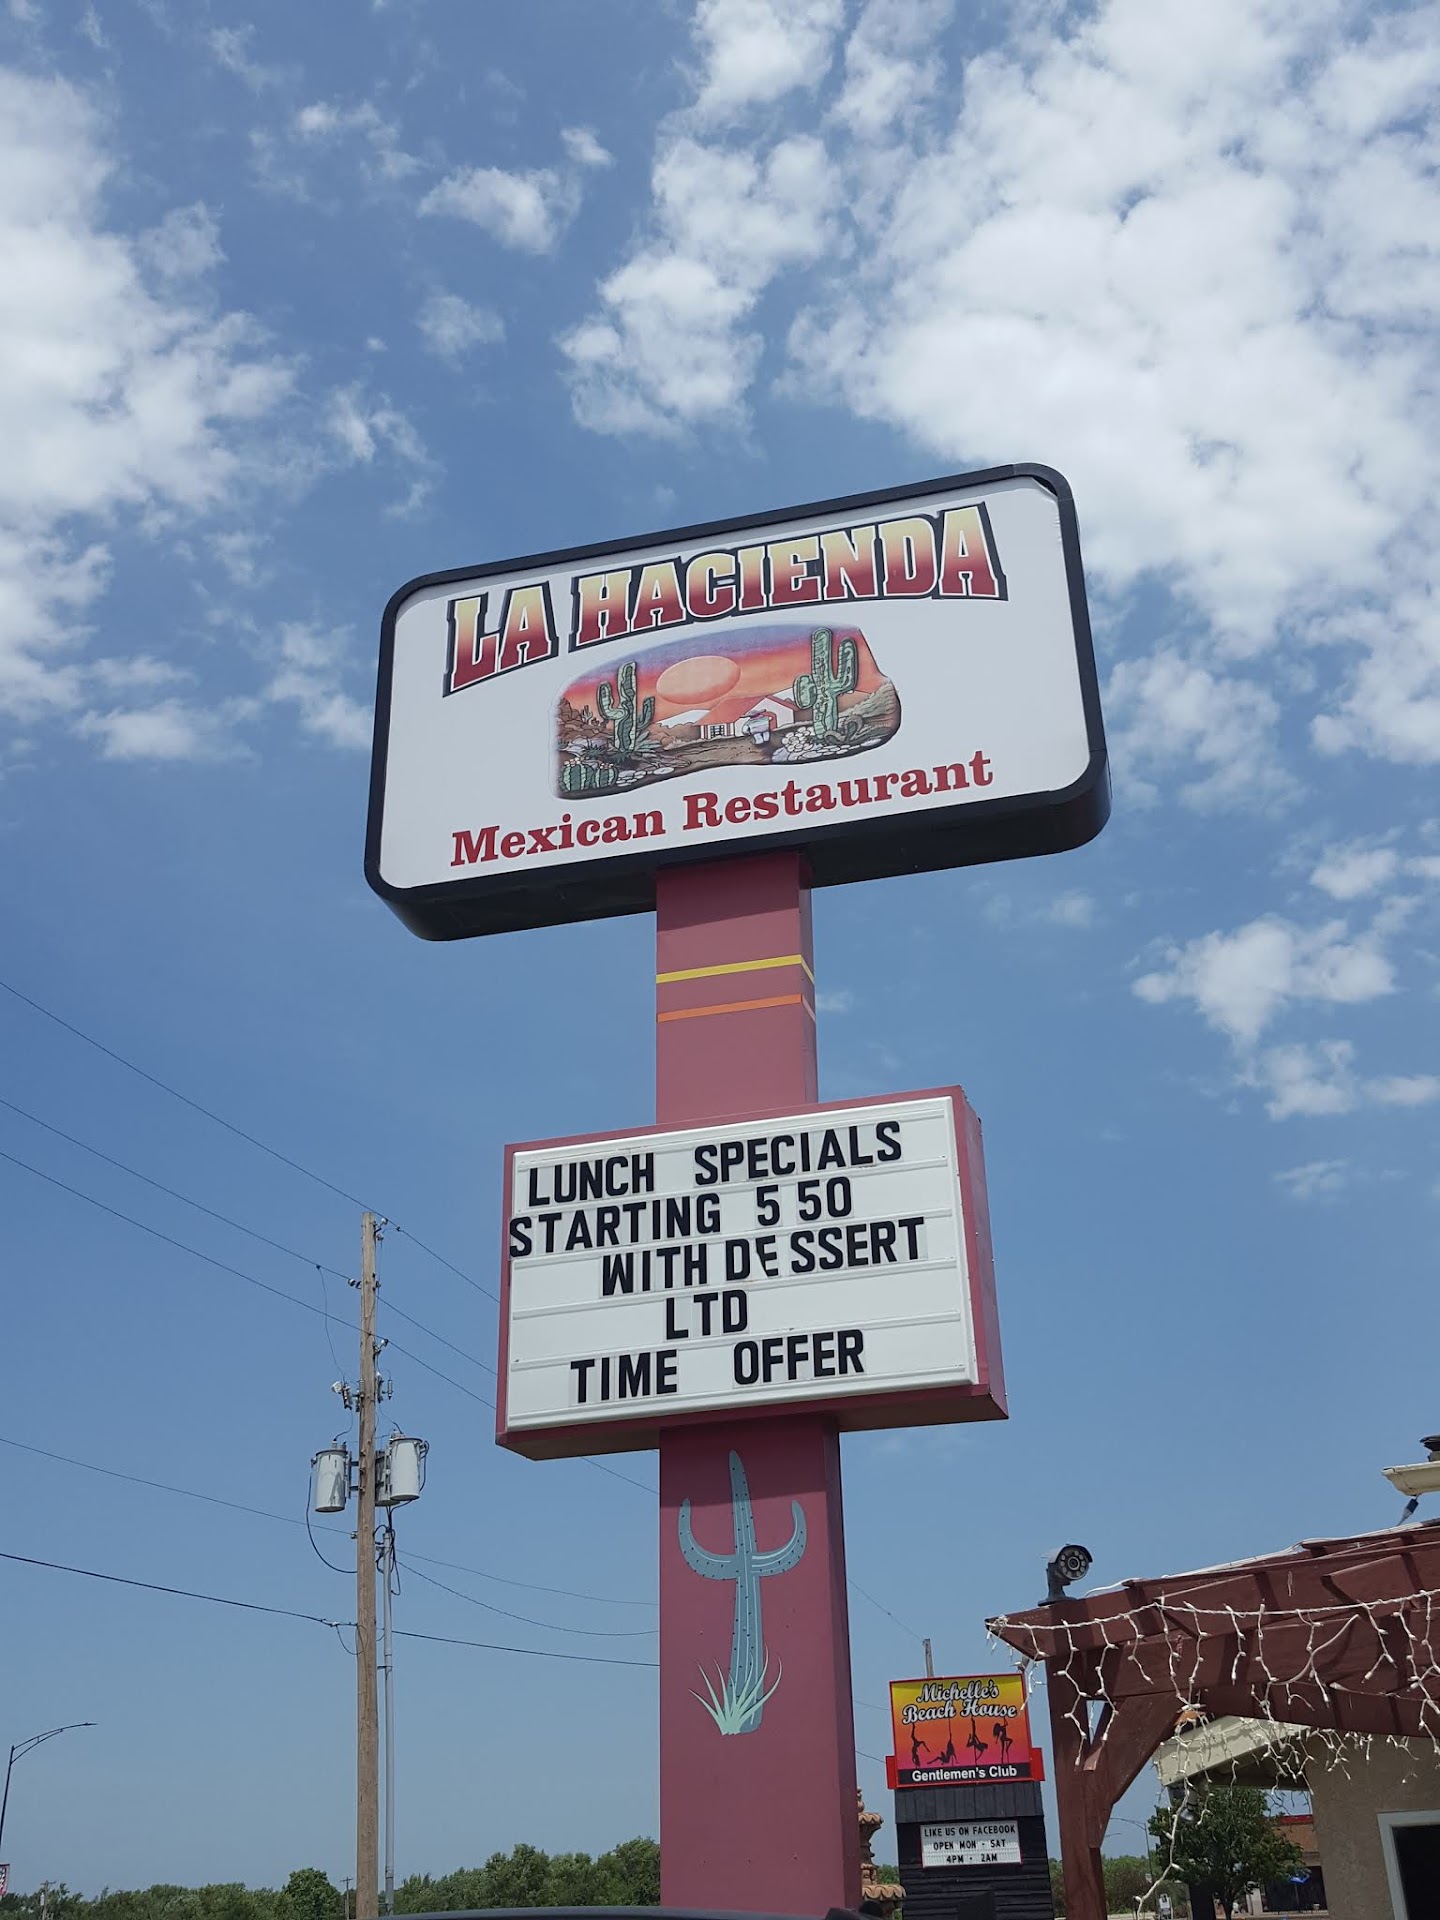 LA HACIENDA
Mexican Restaurant
LUNCH SPECIALS
STARTING 5 50
WITH DESSERT
LTD
TIME OFFER
Michelle's
Beach House
Gentlemen's Club
LIKE US ON FACEBOOK
OPEN MON - SAT
4PM - 2AM